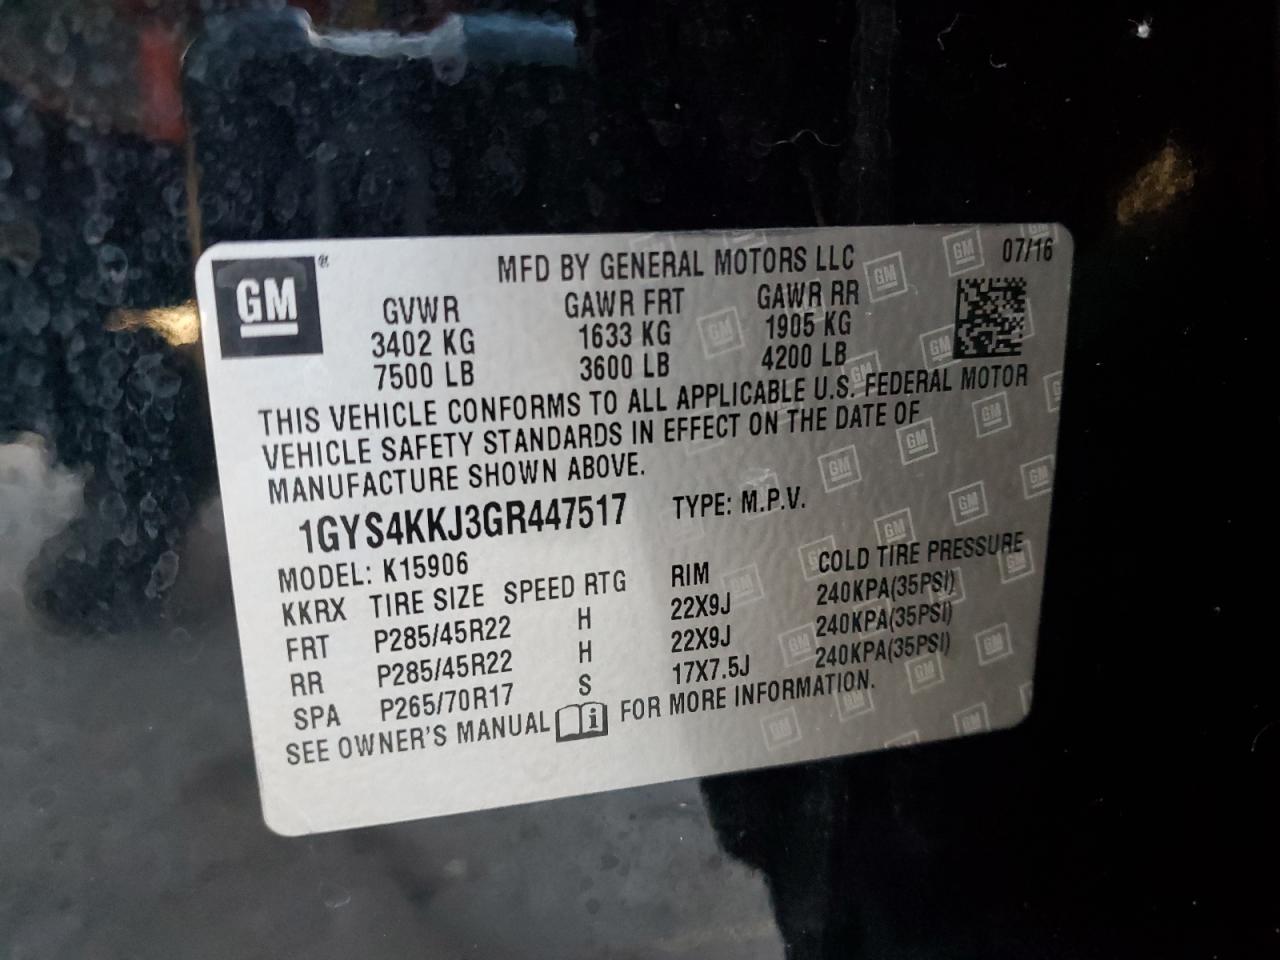 GM®
MFD BY GENERAL MOTORS LLC 07/16
GVWR GAWR FRT GAWR RR
3402 KG 1633 KG 1905 KG
7500 LB 3600 LB 4200 LB
THIS VEHICLE CONFORMS TO ALL APPLICABLE U.S. FEDERAL MOTOR
VEHICLE SAFETY STANDARDS IN EFFECT ON THE DATE OF
MANUFACTURE SHOWN ABOVE.
1GYS4KKJ3GR447517 TYPE: M.P.V.
MODEL: K15906
KKRX TIRE SIZE SPEED RTG RIM COLD TIRE PRESSURE
FRT P285/45R22 H 22X9J 240KPA(35PSI)
RR P285/45R22 H 22X9J 240KPA(35PSI)
SPA P265/70R17 S 17X7.5J 240KPA(35PSI)
SEE OWNER'S MANUAL i FOR MORE INFORMATION.